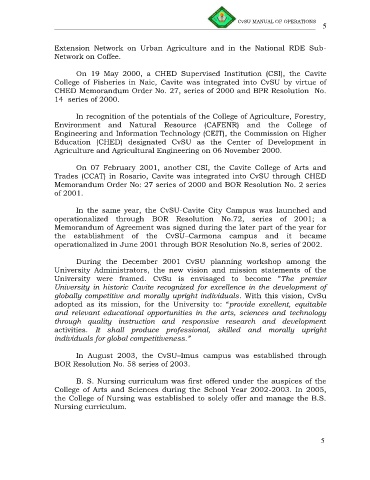 CvSU MANUAL OF OPERATIONS
5
Extension Network on Urban Agriculture and in the National RDE Sub-
Network on Coffee.
On 19 May 2000, a CHED Supervised Institution (CSI), the Cavite
College of Fisheries in Naic, Cavite was integrated into CvSU by virtue of
CHED Memorandum Order No. 27, series of 2000 and BPR Resolution No.
14 series of 2000.
In recognition of the potentials of the College of Agriculture, Forestry,
Environment and Natural Resource (CAFENR) and the College of
Engineering and Information Technology (CEIT), the Commission on Higher
Education (CHED) designated CvSU as the Center of Development in
Agriculture and Agricultural Engineering on 06 November 2000.
On 07 February 2001, another CSI, the Cavite College of Arts and
Trades (CCAT) in Rosario, Cavite was integrated into CvSU through CHED
Memorandum Order No: 27 series of 2000 and BOR Resolution No. 2 series
of 2001.
In the same year, the CvSU-Cavite City Campus was launched and
operationalized through BOR Resolution No.72, series of 2001; a
Memorandum of Agreement was signed during the later part of the year for
the establishment of the CvSU–Carmona campus and it became
operationalized in June 2001 through BOR Resolution No.8, series of 2002.
During the December 2001 CvSU planning workshop among the
University Administrators, the new vision and mission statements of the
University were framed. CvSu is envisaged to become "The premier
University in historic Cavite recognized for excellence in the development of
globally competitive and morally upright individuals. With this vision, CvSu
adopted as its mission, for the University to: "provide excellent, equitable
and relevant educational opportunities in the arts, sciences and technology
through quality instruction and responsive research and development
activities. It shall produce professional, skilled and morally upright
individuals for global competitiveness."
In August 2003, the CvSU–Imus campus was established through
BOR Resolution No. 58 series of 2003.
B. S. Nursing curriculum was first offered under the auspices of the
College of Arts and Sciences during the School Year 2002-2003. In 2005,
the College of Nursing was established to solely offer and manage the B.S.
Nursing curriculum.
5